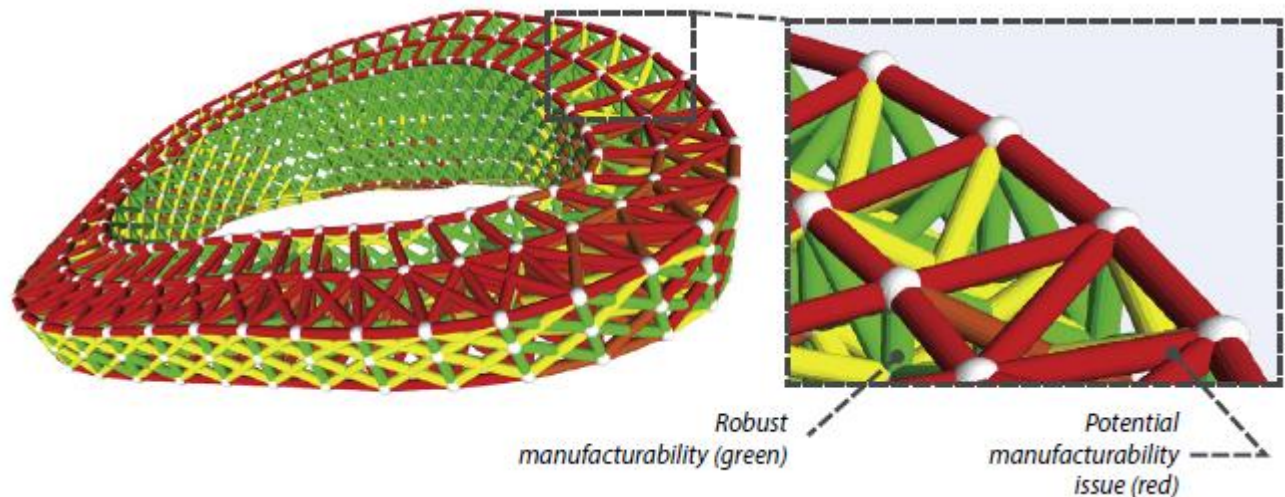 Robust
manufacturability (green)
Potential
manufacturability
issue (red)